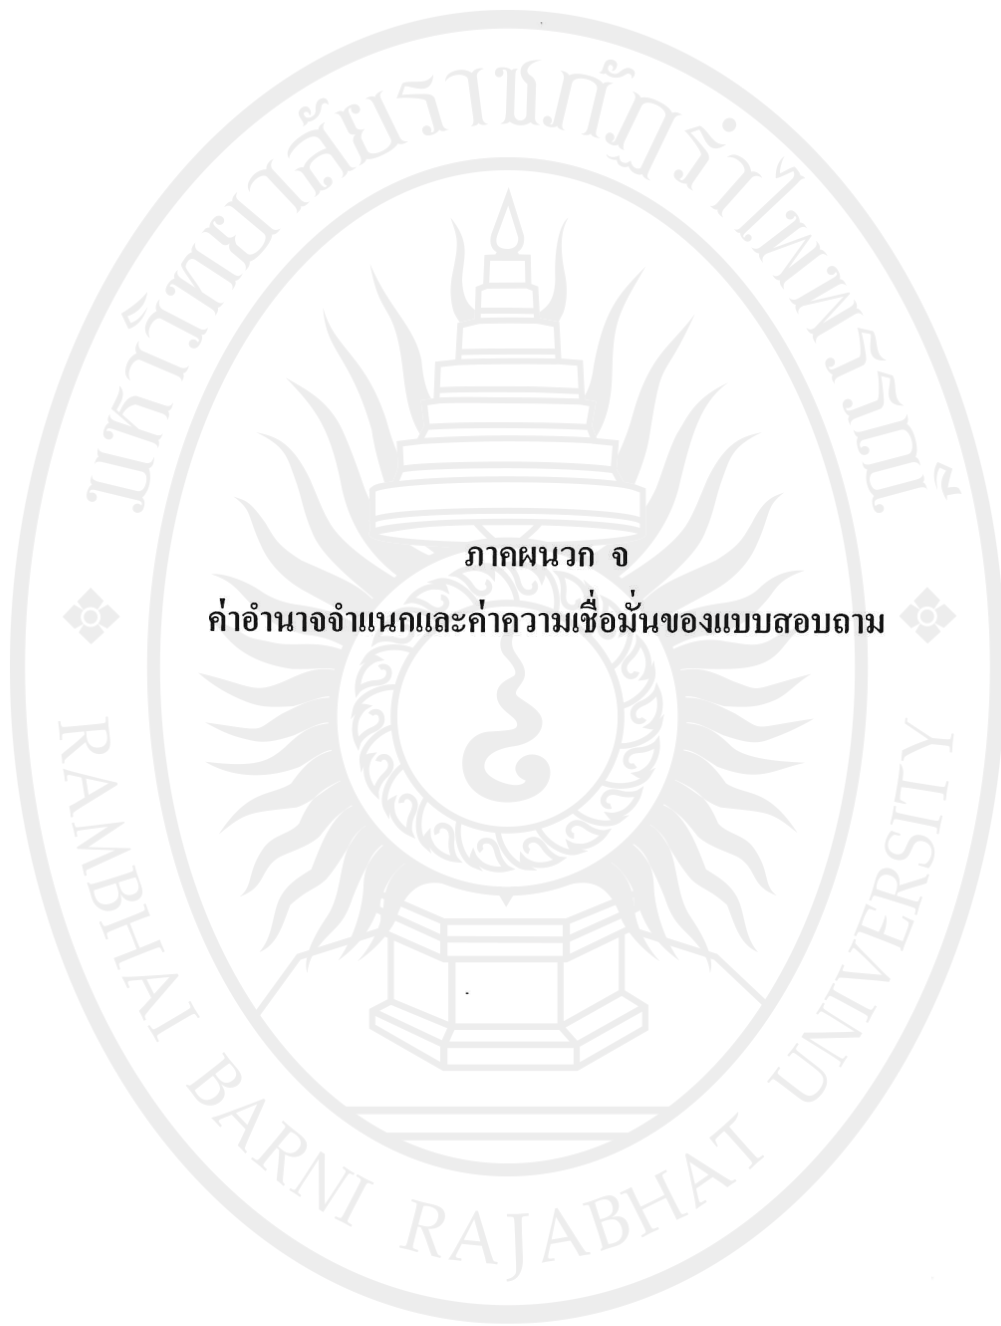 มหาวิทยาลัยราชภัฏรำไพพรรณี
ภาคผนวก จ
ค่าอำนาจจำแนกและค่าความเชื่อมั่นของแบบสอบถาม
RAMBHAI BARNI RAJABHAT UNIVERSITY